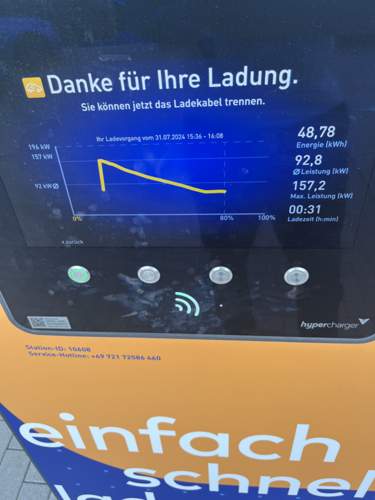 Danke für Ihre Ladung.
Sie können jetzt das Ladekabel trennen.
Ihr Ladevorgang vom 31.07.2024 15:36 - 16:08
196 kW
157 kW
92 kW Ø
0%
80%
100%
48,78
Energie (kWh)
92,8
Ø Leistung (kW)
157,2
Max. Leistung (kW)
00:31
Ladezeit (h:min)
Zurück
hypercharger
Station-ID: 10608
Service-Hotline: +49 721 72586 460
einfach
schnel